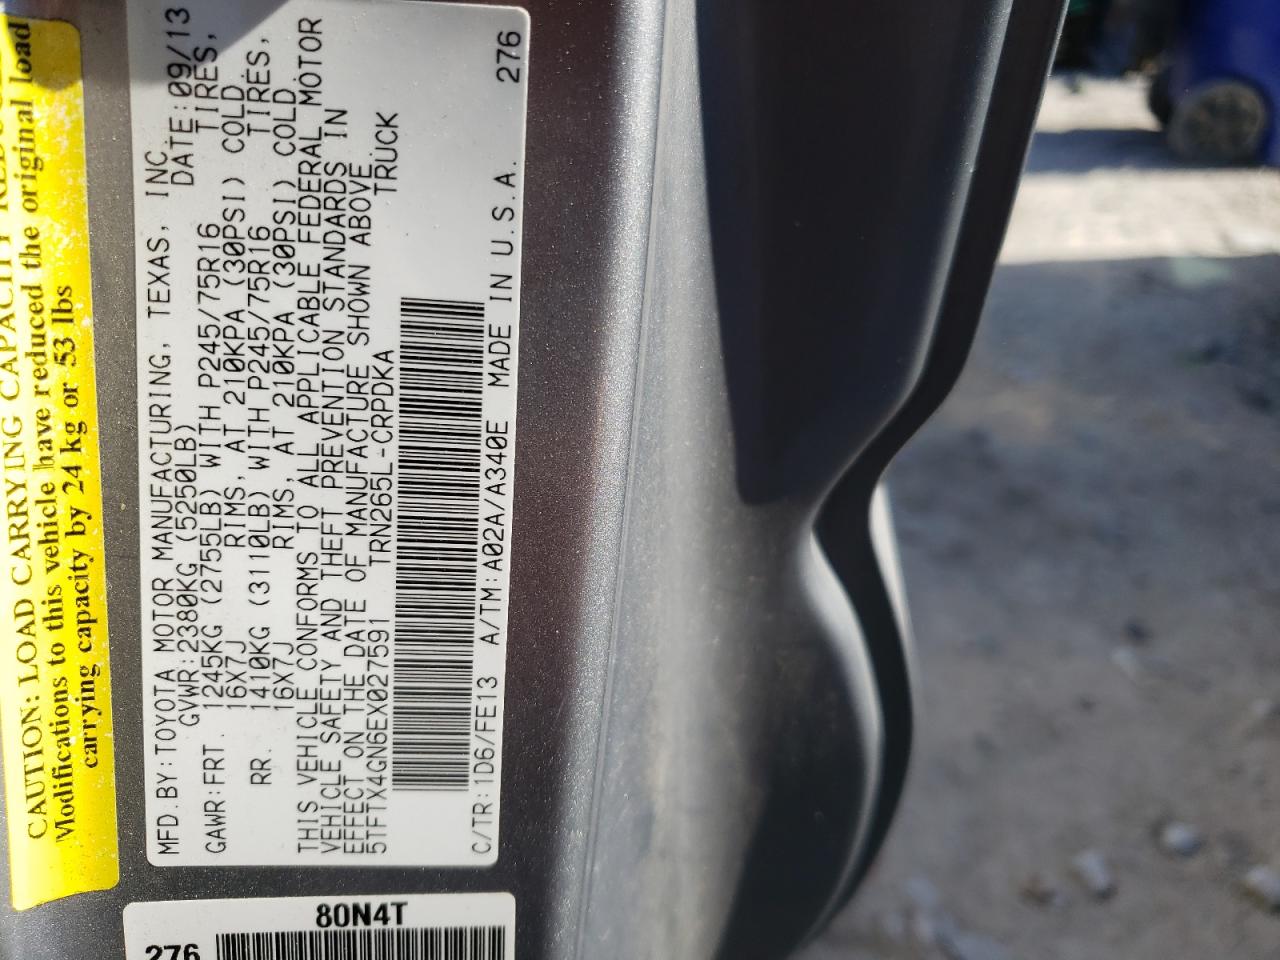 CAUTION: LOAD CARRYING CAPACITY
Modifications to this vehicle have reduced the original load
carrying capacity by 24 kg or 53 lbs
MFD.BY:TOYOTA MOTOR MANUFACTURING, TEXAS, INC.
GVWR:2380KG (5250LB) DATE:09/13
GAWR:FRT. 1245KG (2755LB) WITH P245/75R16 TIRES,
16X7J RIMS, AT 210KPA (30PSI) COLD.
RR. 1410KG (3110LB) WITH P245/75R16 TIRES,
16X7J RIMS, AT 210KPA (30PSI) COLD.
THIS VEHICLE CONFORMS TO ALL APPLICABLE FEDERAL MOTOR
VEHICLE SAFETY AND THEFT PREVENTION STANDARDS IN
EFFECT ON THE DATE OF MANUFACTURE SHOWN ABOVE.
5TFTX4GN6EX027591 TRN265L-CRPDKA TRUCK
C/TR:1D6/FE13 A/TM:A02A/A340E MADE IN U.S.A. 276
80N4T
276